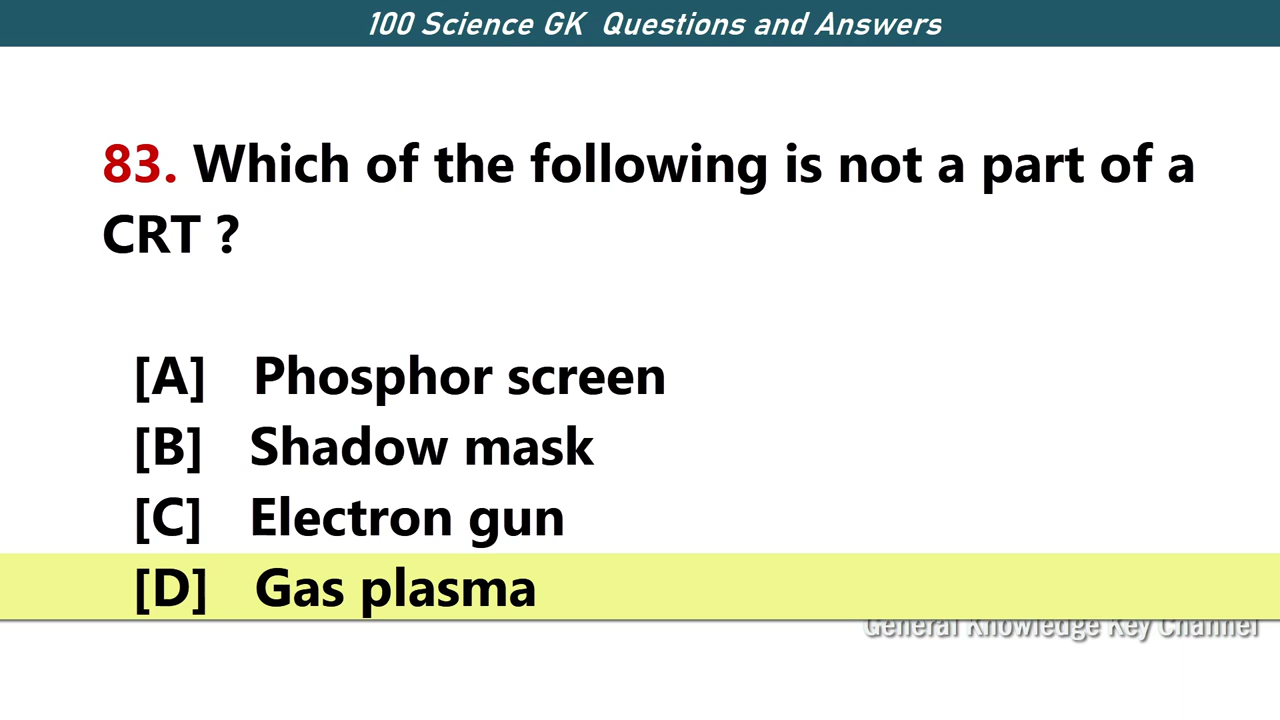 100 Science GK Questions and Answers
83. Which of the following is not a part of a
CRT ?
[A] Phosphor screen
[B] Shadow mask
[C] Electron gun
[D] Gas plasma
General Knowledge Key Channel